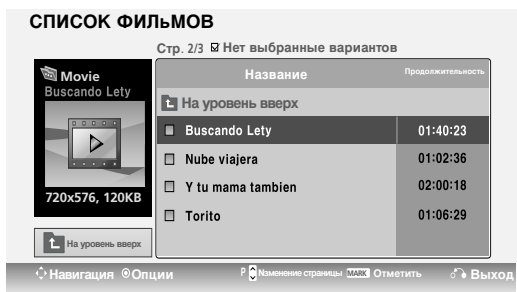 СПИСОК ФИЛЬМОВ
Стр. 2/3 ☑ Нет выбранные вариантов
Movie
Buscando Lety
720x576, 120KB
На уровень вверх
Название Продолжительность
На уровень вверх
Buscando Lety 01:40:23
Nube viajera 01:02:36
Y tu mama tambien 02:00:18
Torito 01:06:29
Навигация Опции P Nзменение страницы MARK Отметить Выход